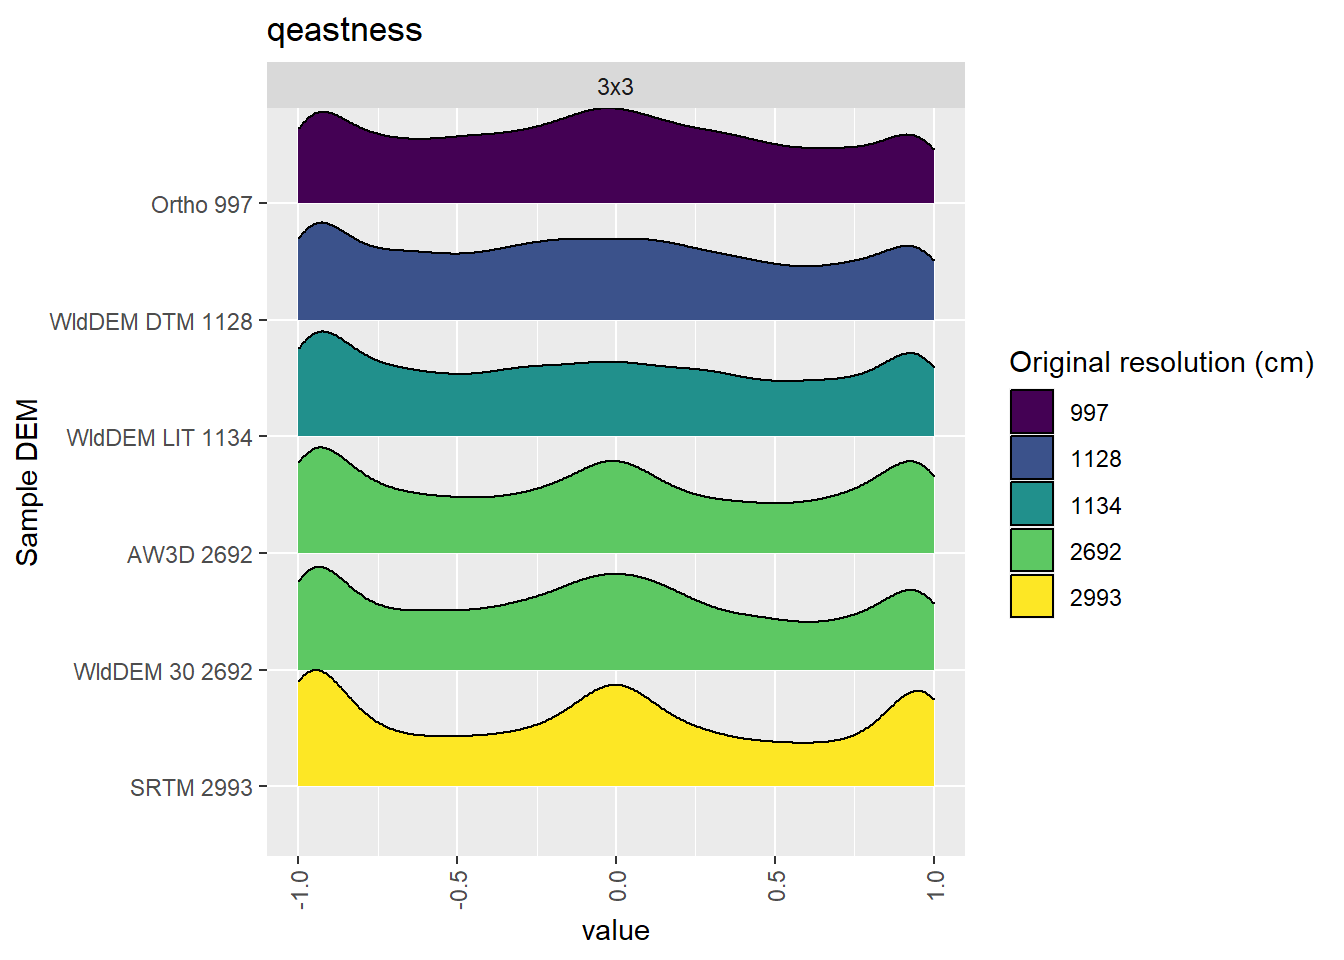 qeastness
3x3
Sample DEM
Ortho 997
WldDEM DTM 1128
WldDEM LIT 1134
AW3D 2692
WldDEM 30 2692
SRTM 2993
-1.0
-0.5
0.0
0.5
1.0
value
Original resolution (cm)
997
1128
1134
2692
2993